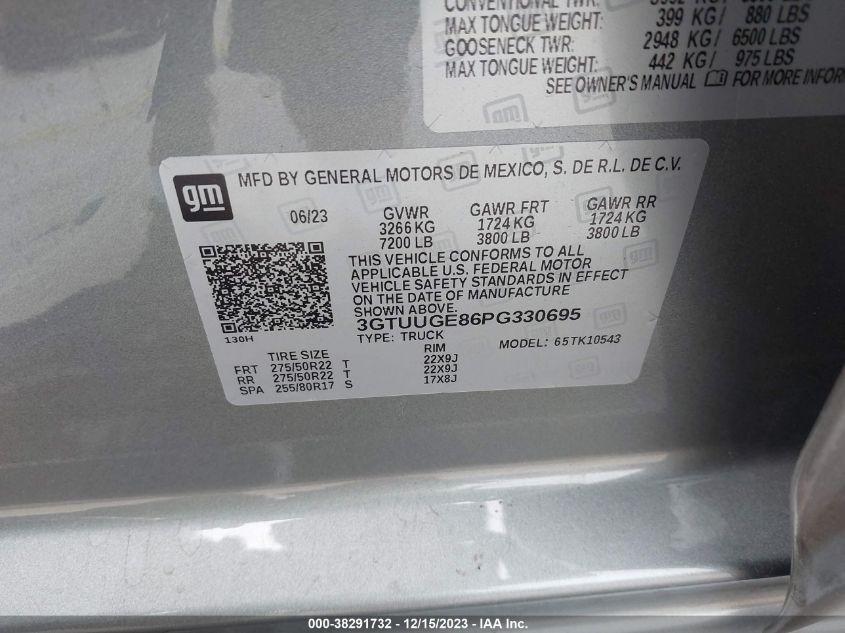 CONVENTIONAL TWR:
MAX TONGUE WEIGHT: 399 KG/ 880 LBS
GOOSENECK TWR: 2948 KG/ 6500 LBS
MAX TONGUE WEIGHT: 442 KG/ 975 LBS
SEE OWNER'S MANUAL FOR MORE INFOR
gm MFD BY GENERAL MOTORS DE MEXICO, S. DE R.L. DE C.V.
06/23 GVWR GAWR FRT GAWR RR
3266 KG 1724 KG 1724 KG
7200 LB 3800 LB 3800 LB
THIS VEHICLE CONFORMS TO ALL
APPLICABLE U.S. FEDERAL MOTOR
VEHICLE SAFETY STANDARDS IN EFFECT
ON THE DATE OF MANUFACTURE
SHOWN ABOVE.
3GTUUGE86PG330695
130H TYPE: TRUCK MODEL: 65TK10543
TIRE SIZE RIM
FRT 275/50R22 T 22X9J
RR 275/50R22 T 22X9J
SPA 255/80R17 S 17X8J
000-38291732 - 12/15/2023 - IAA Inc.